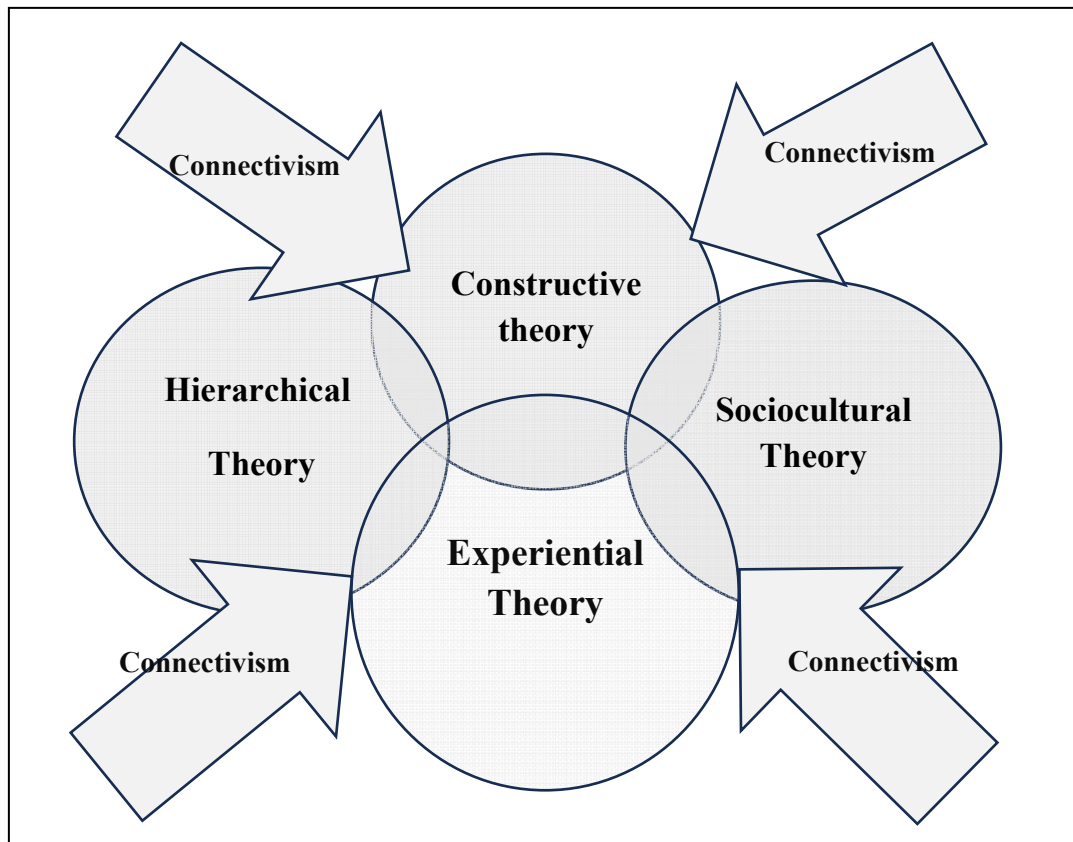 Connectivism
Connectivism
Constructive
theory
Hierarchical
Theory
Sociocultural
Theory
Experiential
Theory
Connectivism
Connectivism